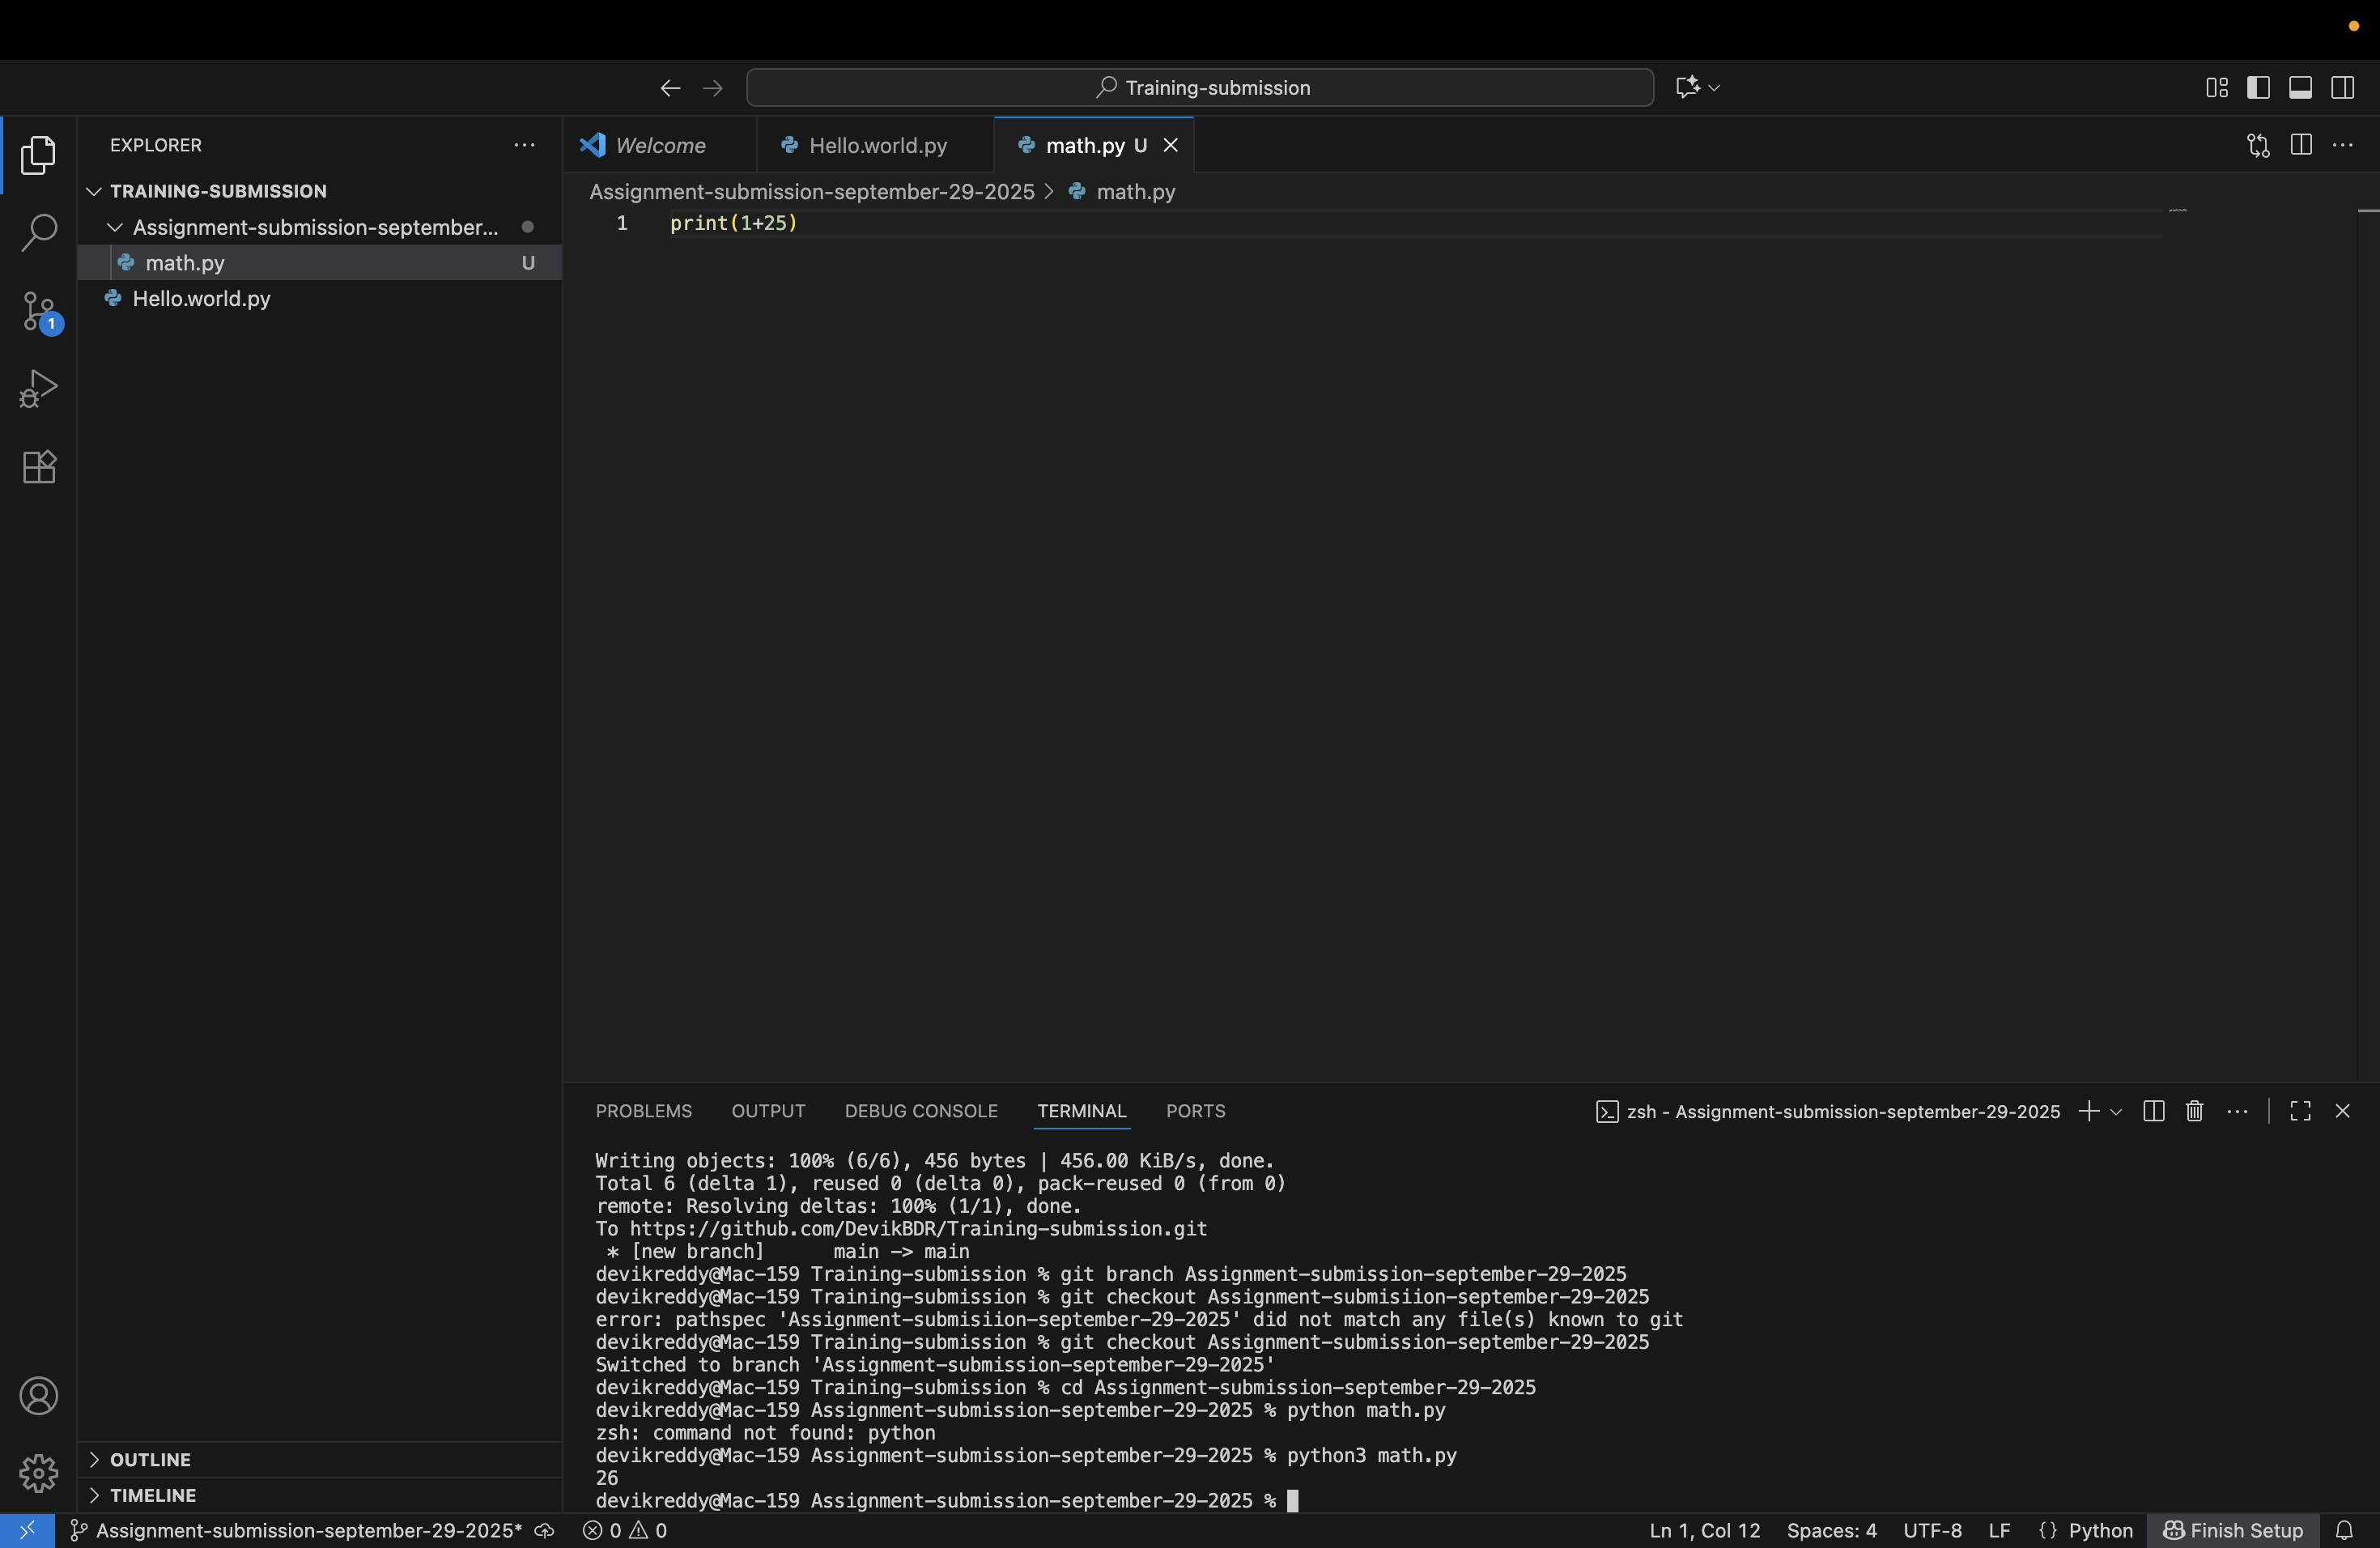 Training-submission
EXPLORER
TRAINING-SUBMISSION
Assignment-submission-september...
math.py U
Hello.world.py
1
OUTLINE
TIMELINE
Welcome
Hello.world.py
math.py U
Assignment-submission-september-29-2025 > math.py
1 print(1+25)
PROBLEMS OUTPUT DEBUG CONSOLE TERMINAL PORTS
zsh - Assignment-submission-september-29-2025
Writing objects: 100% (6/6), 456 bytes | 456.00 KiB/s, done.
Total 6 (delta 1), reused 0 (delta 0), pack-reused 0 (from 0)
remote: Resolving deltas: 100% (1/1), done.
To https://github.com/DevikBDR/Training-submission.git
 * [new branch]      main -> main
devikreddy@Mac-159 Training-submission % git branch Assignment-submission-september-29-2025
devikreddy@Mac-159 Training-submission % git checkout Assignment-submisiion-september-29-2025
error: pathspec 'Assignment-submisiion-september-29-2025' did not match any file(s) known to git
devikreddy@Mac-159 Training-submission % git checkout Assignment-submission-september-29-2025
Switched to branch 'Assignment-submission-september-29-2025'
devikreddy@Mac-159 Training-submission % cd Assignment-submission-september-29-2025
devikreddy@Mac-159 Assignment-submission-september-29-2025 % python math.py
zsh: command not found: python
devikreddy@Mac-159 Assignment-submission-september-29-2025 % python3 math.py
26
devikreddy@Mac-159 Assignment-submission-september-29-2025 %
Assignment-submission-september-29-2025* 0 0 Ln 1, Col 12 Spaces: 4 UTF-8 LF {} Python Finish Setup